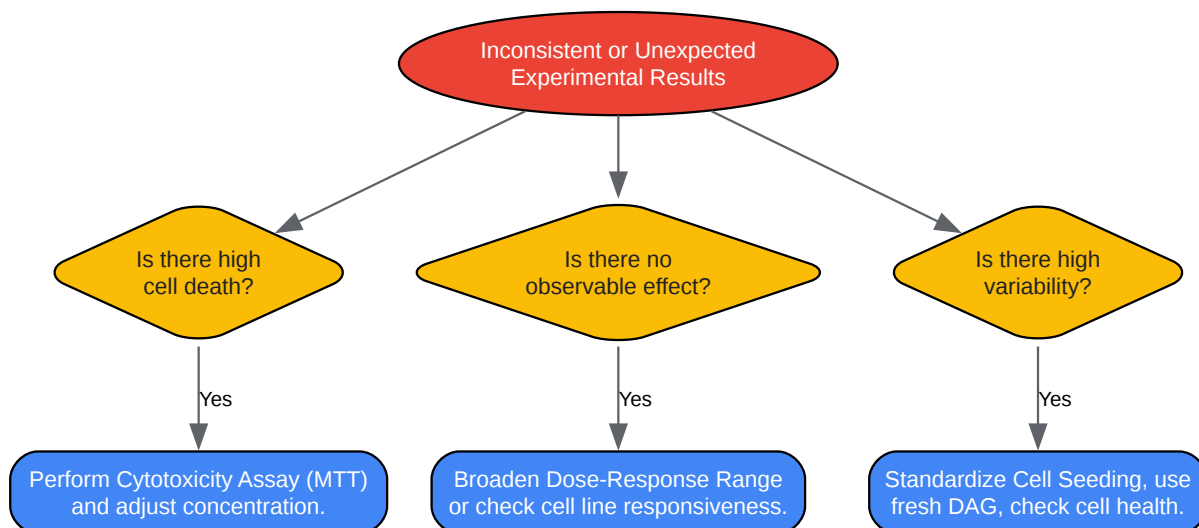 Inconsistent or Unexpected
Experimental Results
Is there high
cell death?
Is there no
observable effect?
Is there high
variability?
Yes
Yes
Yes
Perform Cytotoxicity Assay (MTT)
and adjust concentration.
Broaden Dose-Response Range
or check cell line responsiveness.
Standardize Cell Seeding, use
fresh DAG, check cell health.